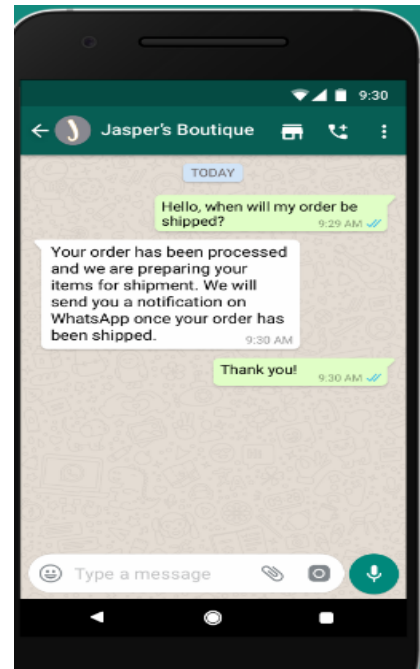 9:30
Jasper's Boutique
TODAY
Hello, when will my order be
shipped?
9:29 AM
Your order has been processed
and we are preparing your
items for shipment. We will
send you a notification on
WhatsApp once your order has
been shipped.
9:30 AM
Thank you!
9:30 AM
Type a message